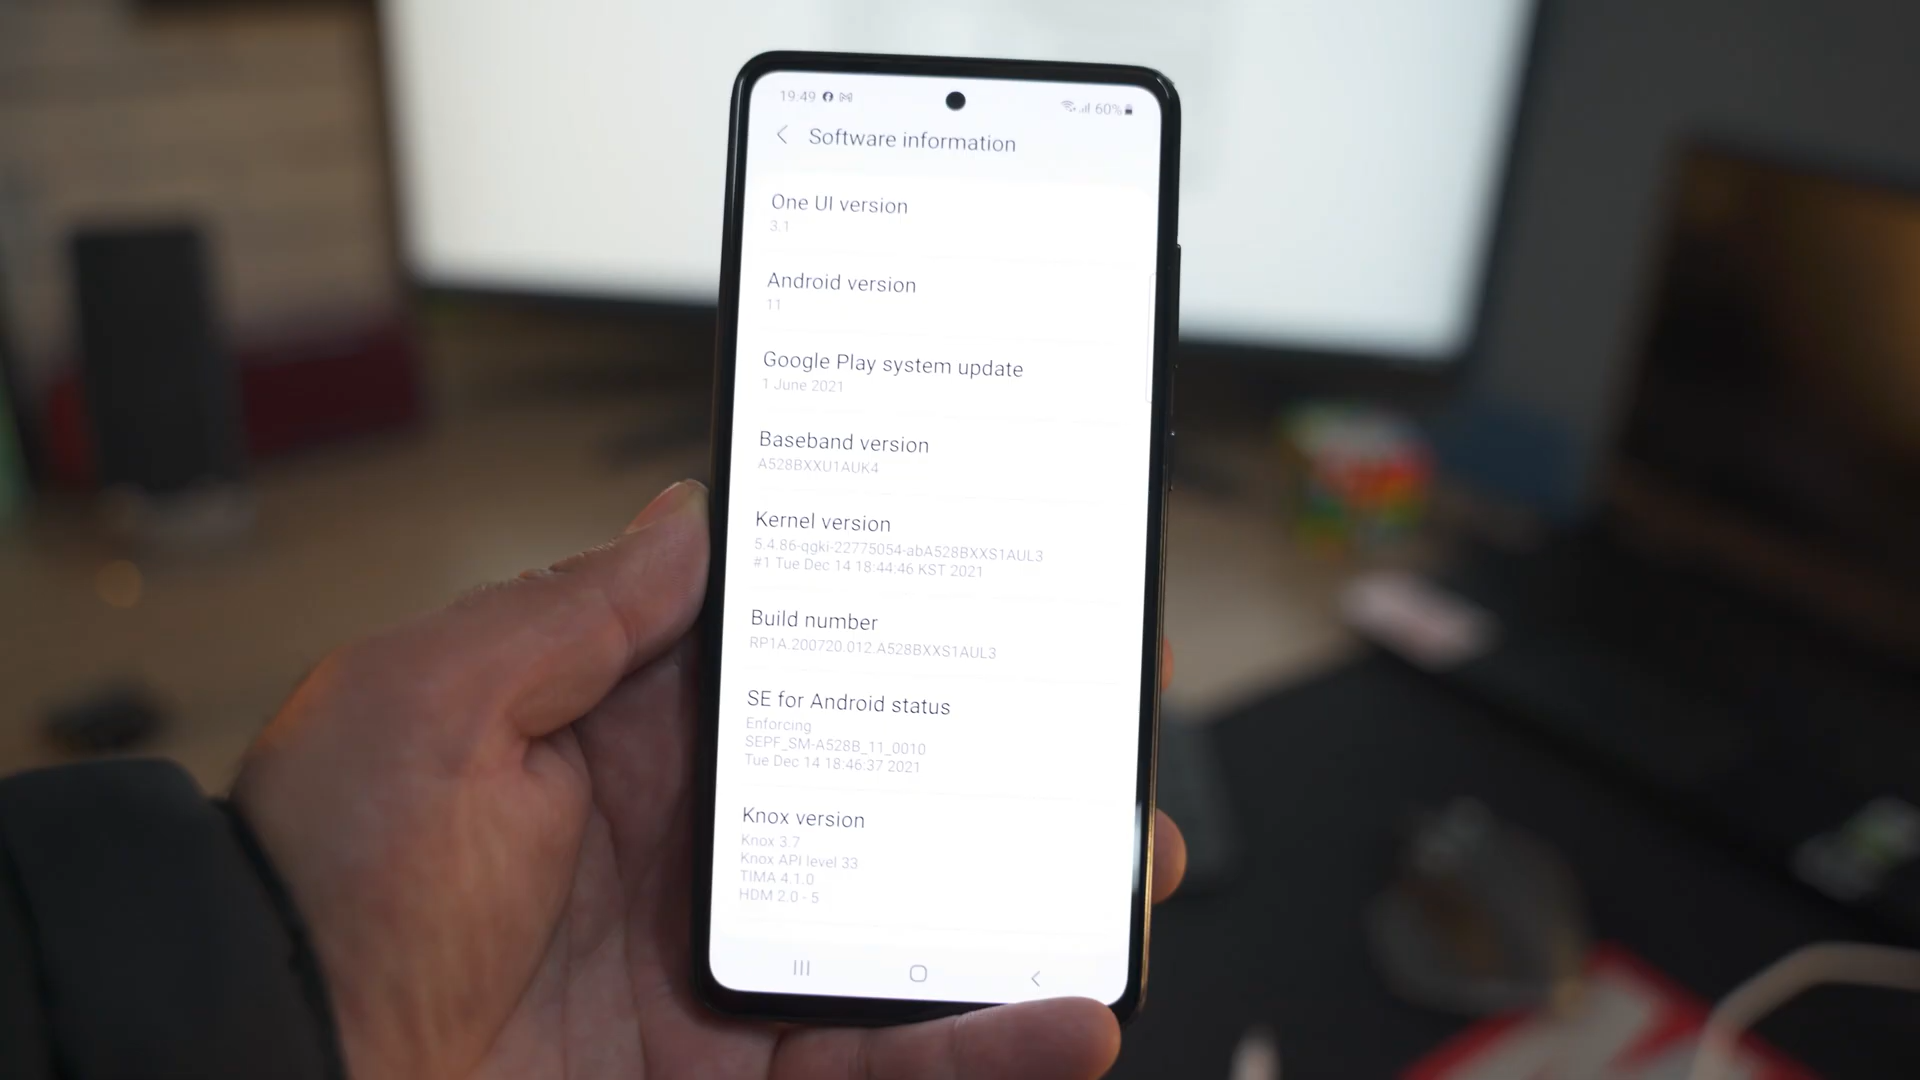 19:49 60%
Software information
One UI version
3.1
Android version
11
Google Play system update
1 June 2021
Baseband version
A528BXXU1AUK4
Kernel version
5.4.86-qgki-22775054-abA528BXXS1AUL3
#1 Tue Dec 14 18:44:46 KST 2021
Build number
RP1A.200720.012.A528BXXS1AUL3
SE for Android status
Enforcing
SEPF_SM-A528B_11_0010
Tue Dec 14 18:46:37 2021
Knox version
Knox 3.7
Knox API level 33
TIMA 4.1.0
HDM 2.0 - 5